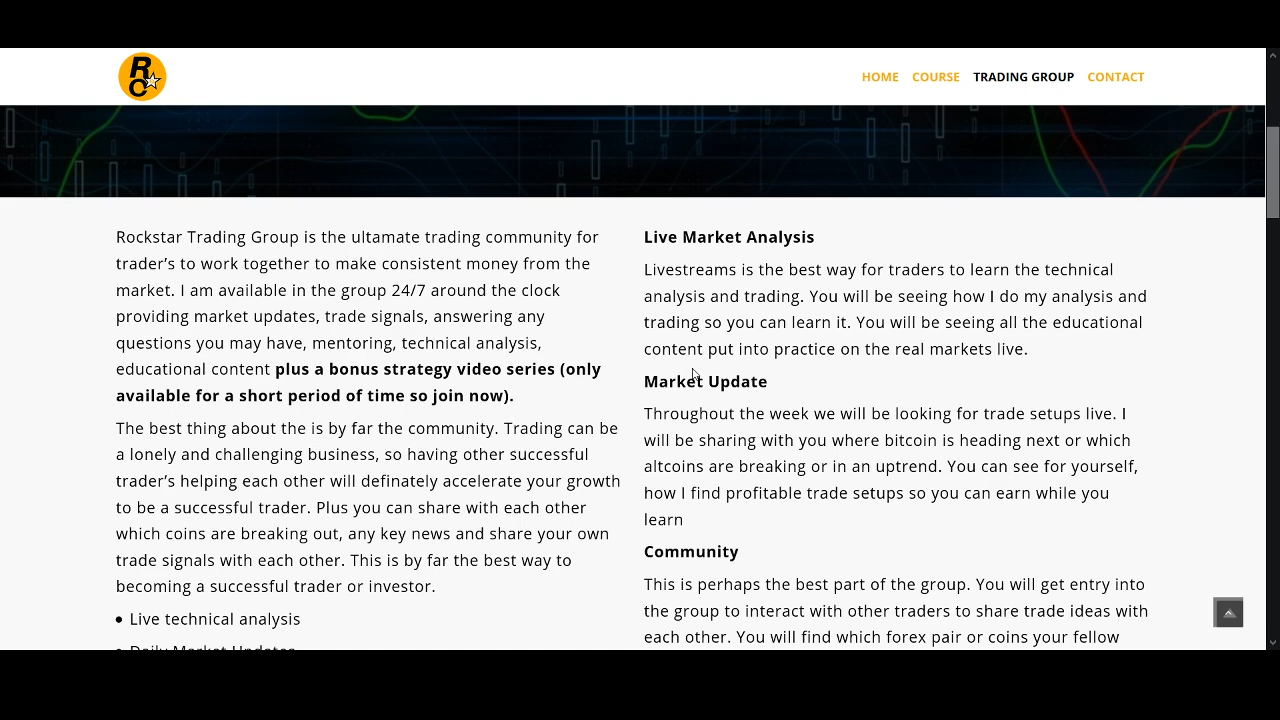 RC
HOME COURSE TRADING GROUP CONTACT
Rockstar Trading Group is the ultamate trading community for
trader's to work together to make consistent money from the
market. I am available in the group 24/7 around the clock
providing market updates, trade signals, answering any
questions you may have, mentoring, technical analysis,
educational content plus a bonus strategy video series (only
available for a short period of time so join now).
The best thing about the is by far the community. Trading can be
a lonely and challenging business, so having other successful
trader's helping each other will definately accelerate your growth
to be a successful trader. Plus you can share with each other
which coins are breaking out, any key news and share your own
trade signals with each other. This is by far the best way to
becoming a successful trader or investor.
• Live technical analysis
• Daily Market Updates
Live Market Analysis
Livestreams is the best way for traders to learn the technical
analysis and trading. You will be seeing how I do my analysis and
trading so you can learn it. You will be seeing all the educational
content put into practice on the real markets live.
Market Update
Throughout the week we will be looking for trade setups live. I
will be sharing with you where bitcoin is heading next or which
altcoins are breaking or in an uptrend. You can see for yourself,
how I find profitable trade setups so you can earn while you
learn
Community
This is perhaps the best part of the group. You will get entry into
the group to interact with other traders to share trade ideas with
each other. You will find which forex pair or coins your fellow